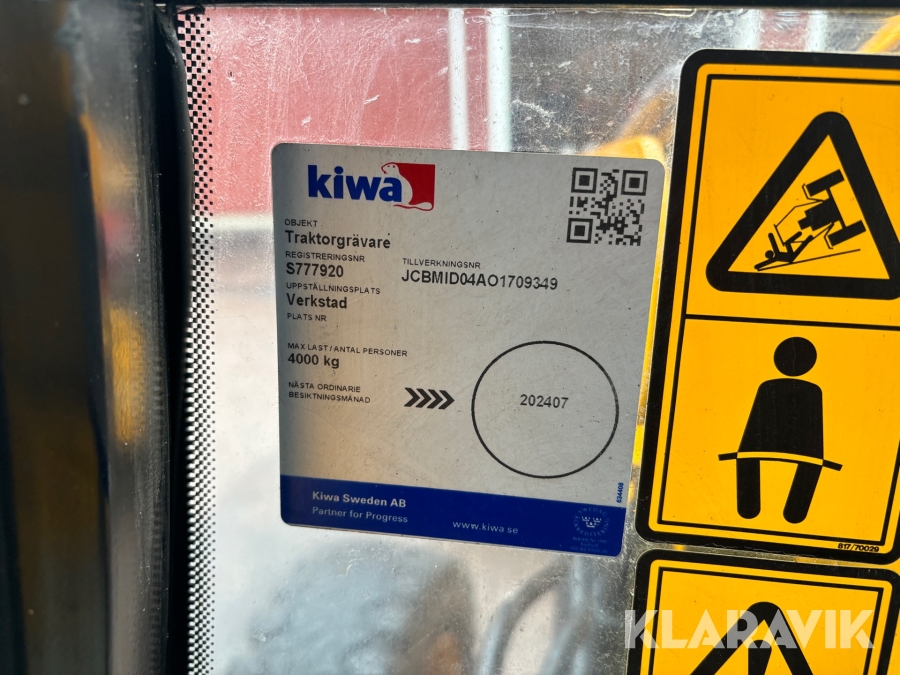 kiwa
OBJEKT
Traktorgrävare
REGISTRERINGSNR
S777920
TILLVERKNINGSNR
JCBMID04AO1709349
UPPSTÄLLNINGSPLATS
Verkstad
PLATS NR
MAX LAST / ANTAL PERSONER
4000 kg
NÄSTA ORDINARIE
BESIKTNINGSMÅNAD
202407
634408
Kiwa Sweden AB
Partner for Progress
www.kiwa.se
817/70029
KLARAVIK